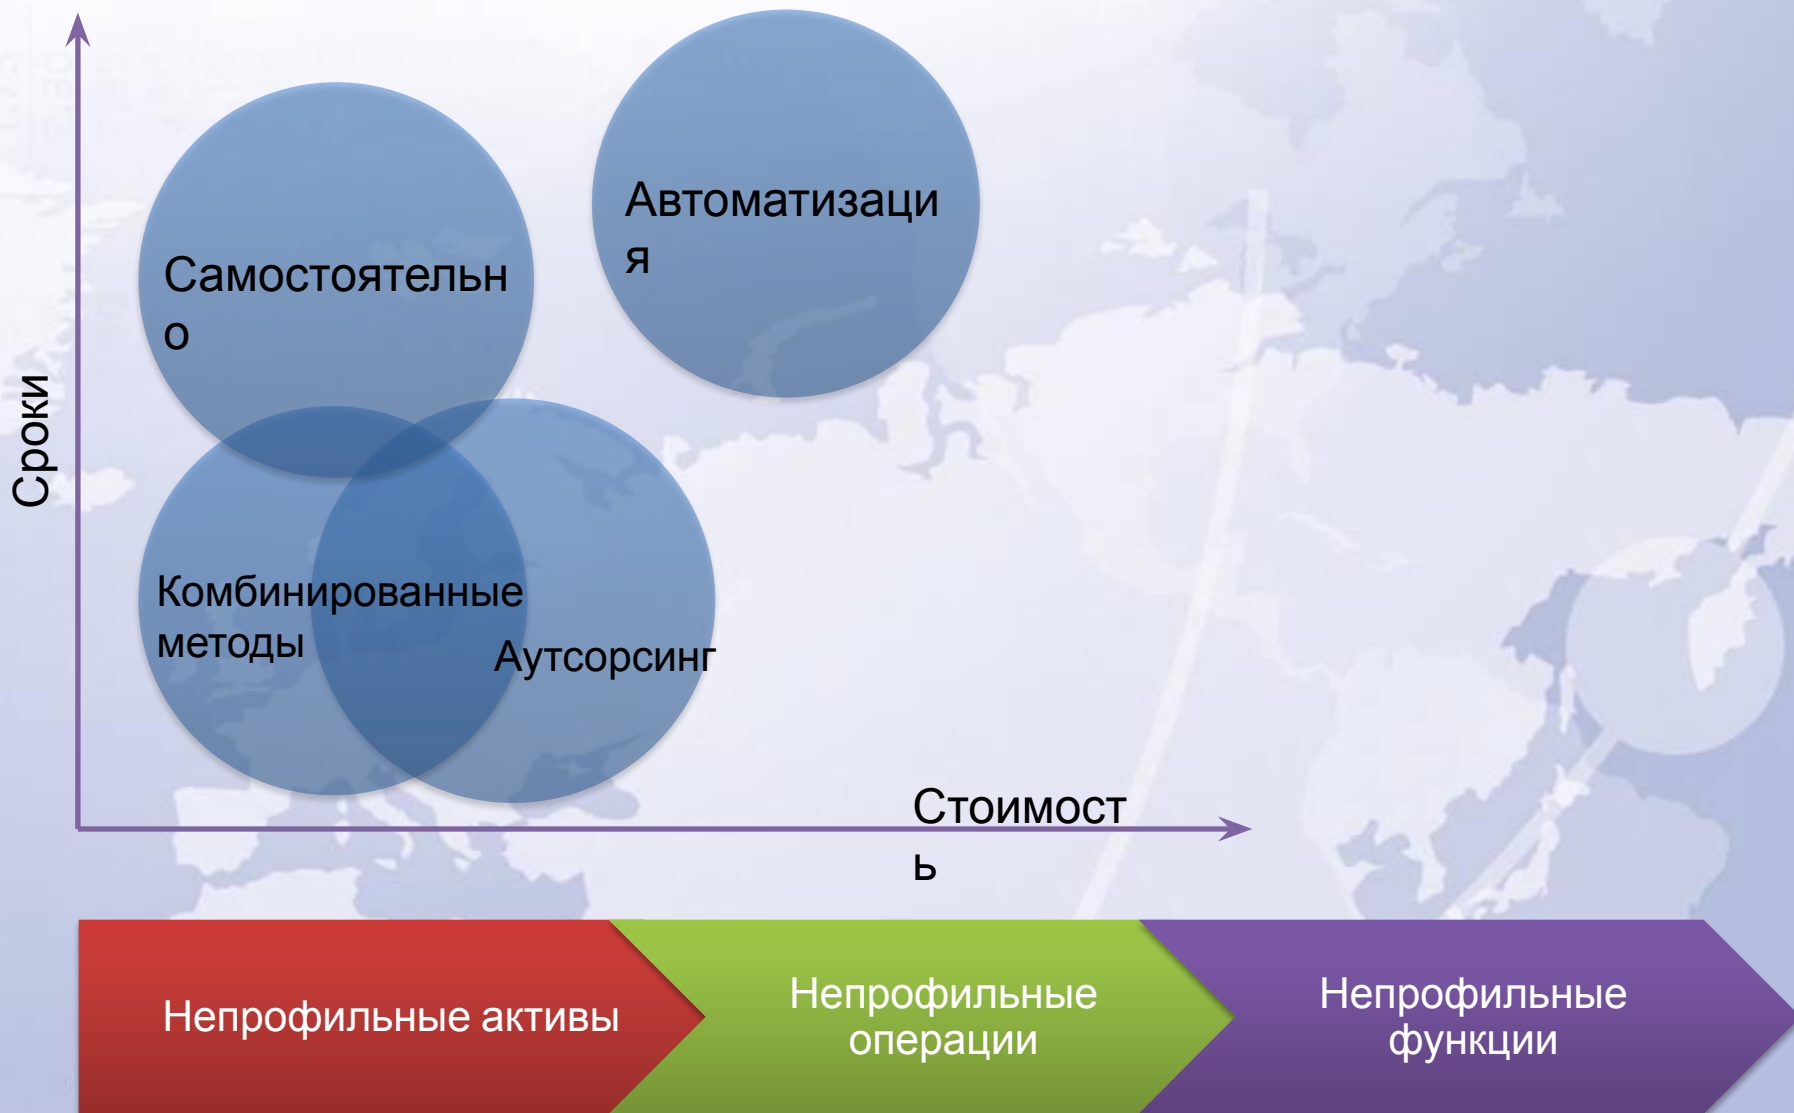 Автоматизаци
я
Самостоятельн
о
Сроки
Комбинированные
методы
Аутсорсинг
Стоимост
ь
Непрофильные активы
Непрофильные
операции
Непрофильные
функции